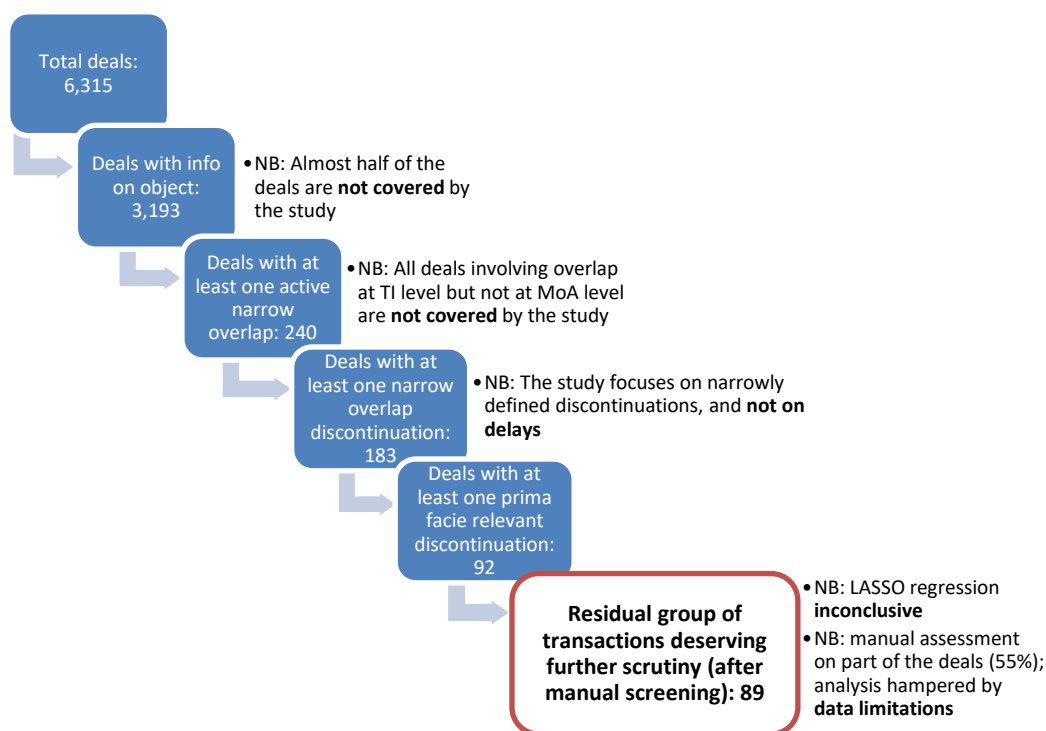 Total deals:
6,315
Deals with info
on object:
3,193
•NB: Almost half of the
deals are not covered by
the study
Deals with at
least one active
narrow
overlap: 240
•NB: All deals involving overlap
at TI level but not at MoA level
are not covered by the study
Deals with at
least one narrow
overlap
discontinuation:
183
•NB: The study focuses on narrowly
defined discontinuations, and not on
delays
Deals with at
least one prima
facie relevant
discontinuation:
92
Residual group of
transactions deserving
further scrutiny (after
manual screening): 89
•NB: LASSO regression
inconclusive
•NB: manual assessment
on part of the deals (55%);
analysis hampered by
data limitations